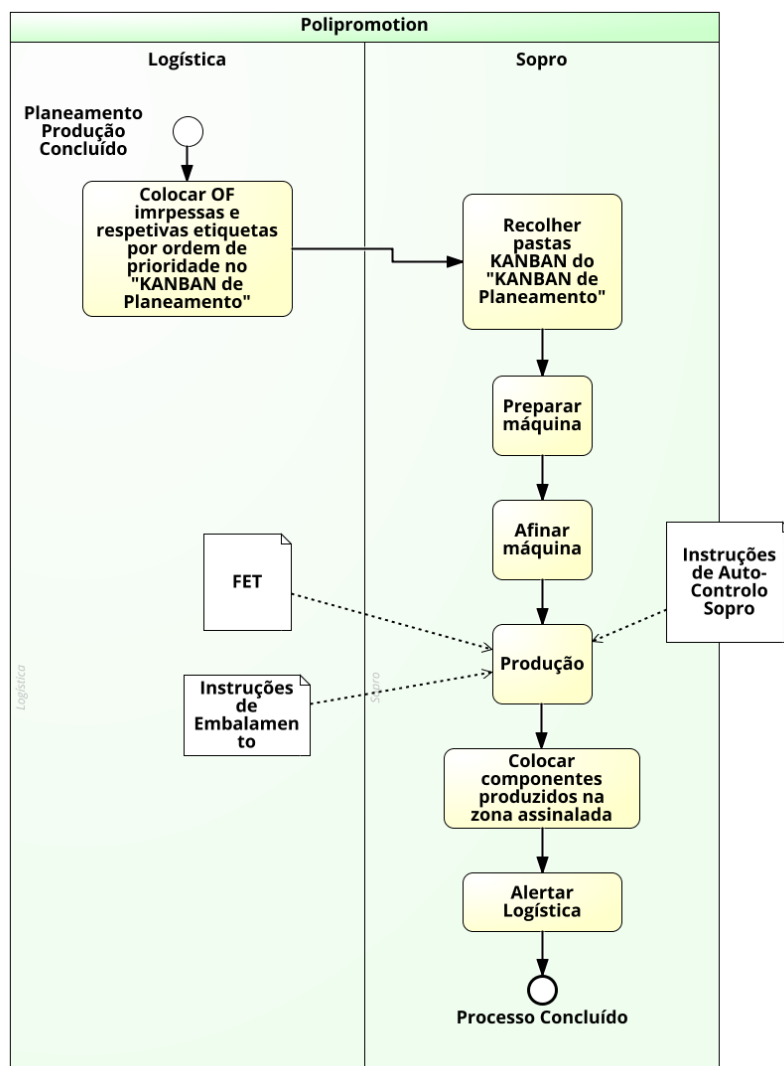 Polipromotion
Logística
Sopro
Planeamento
Produção
Concluído
Colocar OF
imrpessas e
respetivas etiquetas
por ordem de
prioridade no
"KANBAN de
Planeamento"
Recolher
pastas
KANBAN do
"KANBAN de
Planeamento"
Preparar
máquina
Afinar
máquina
FET
Instruções
de Auto-
Controlo
Sopro
Produção
Instruções
de
Embalamen
to
Logística
Sopro
Colocar
componentes
produzidos na
zona assinalada
Alertar
Logística
Processo Concluído